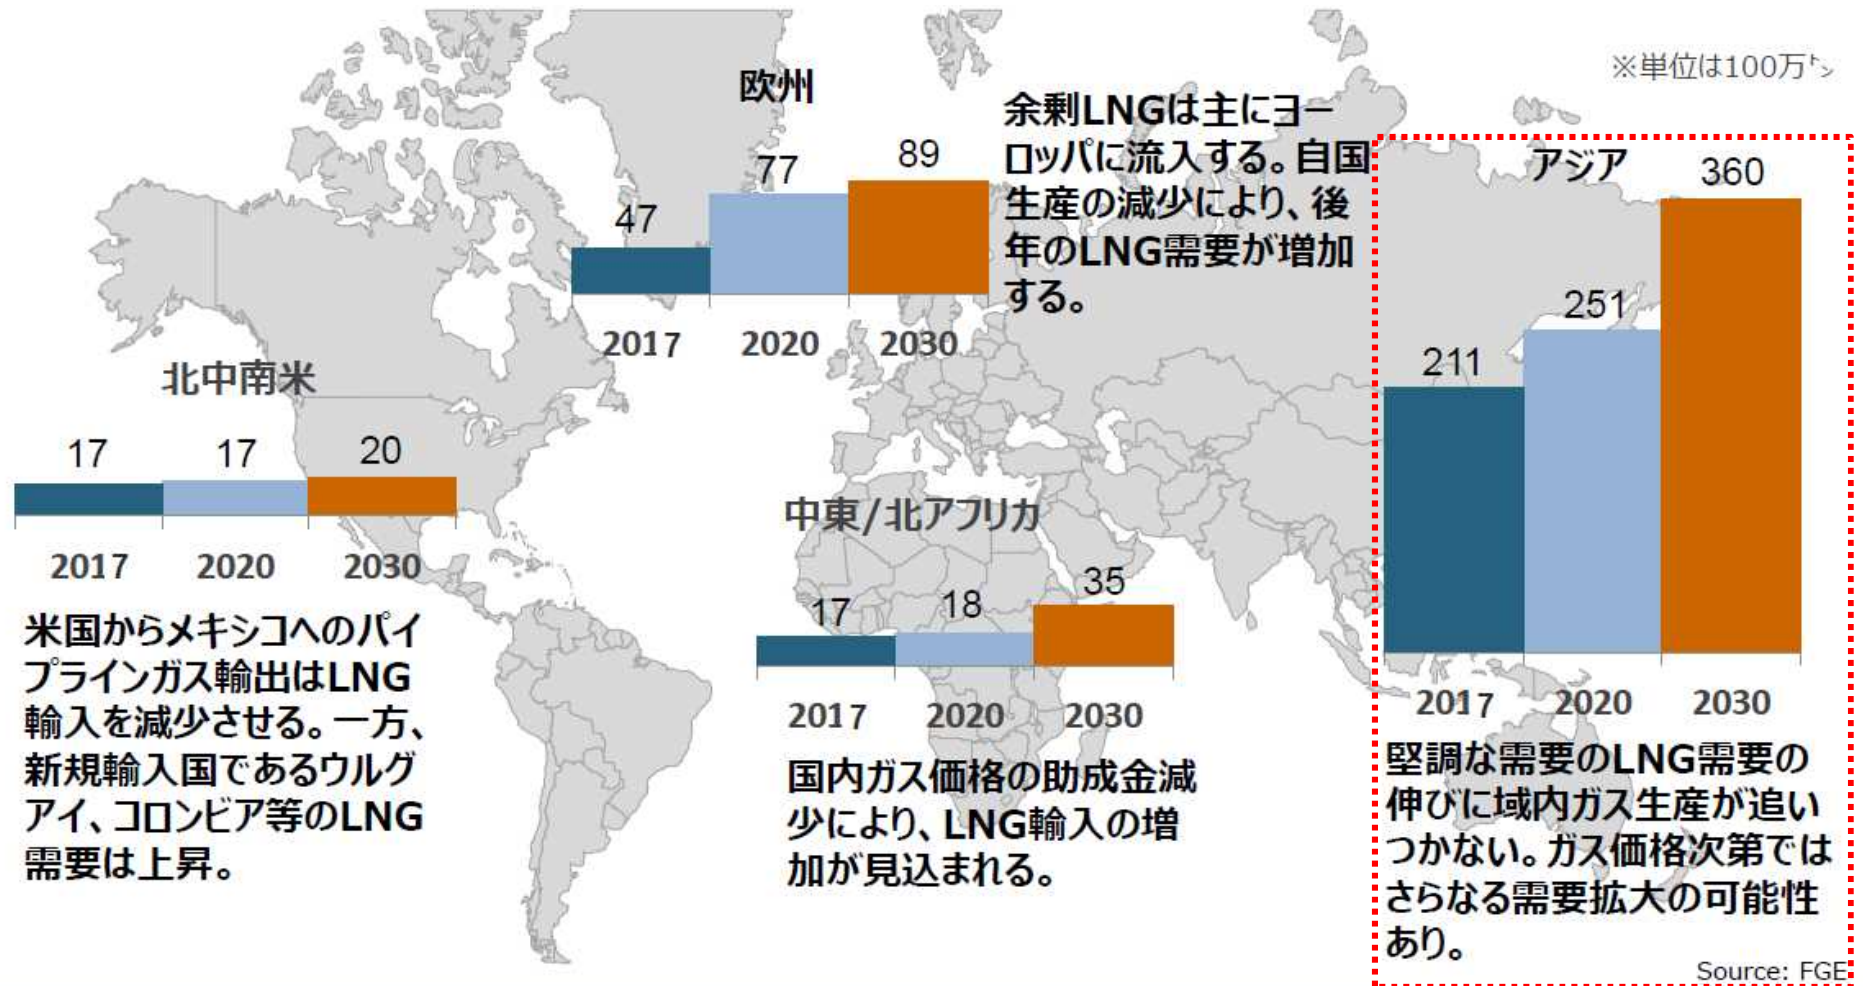 ※単位は100万㌧
欧州
47
77
89
2017
2020
2030
余剰LNGは主にヨー
ロッパに流入する。自国
生産の減少により、後
年のLNG需要が増加
する。
北中南米
17
17
20
2017
2020
2030
米国からメキシコへのパイ
プラインガス輸出はLNG
輸入を減少させる。一方、
新規輸入国であるウルグ
アイ、コロンビア等のLNG
需要は上昇。
中東/北アフリカ
17
18
35
2017
2020
2030
国内ガス価格の助成金減
少により、LNG輸入の増
加が見込まれる。
アジア
211
251
360
2017
2020
2030
堅調な需要のLNG需要の
伸びに域内ガス生産が追い
つかない。ガス価格次第では
さらなる需要拡大の可能性
あり。
Source: FGE